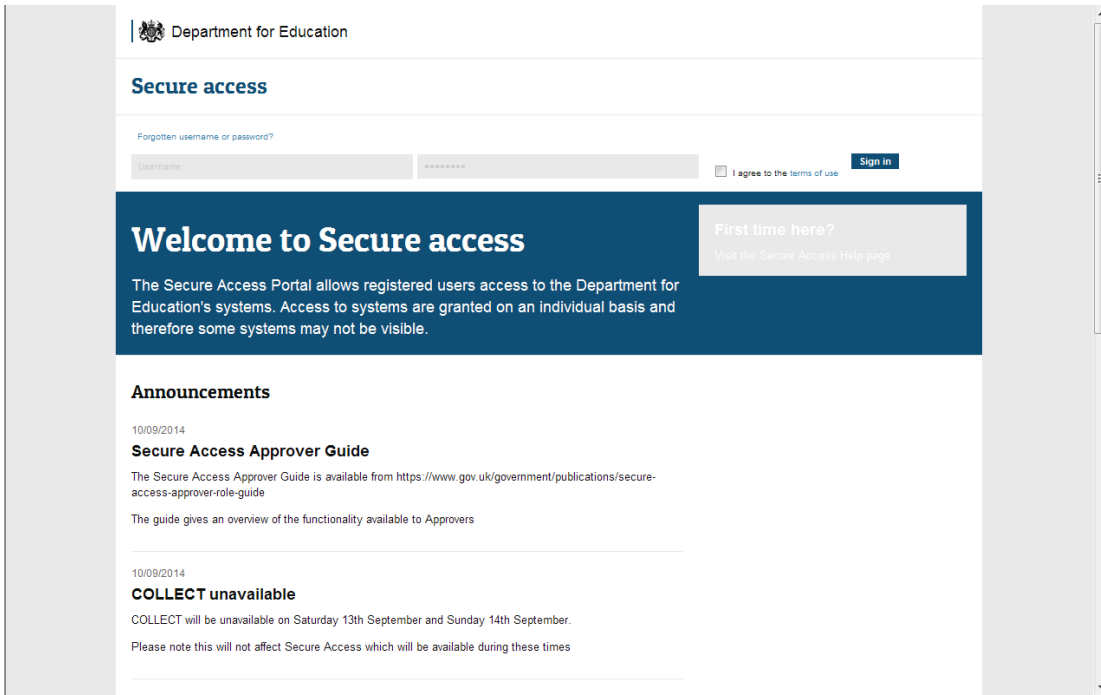 Department for Education
Secure access
Forgotten username or password?
Username
••••••••
I agree to the terms of use
Sign in
Welcome to Secure access
The Secure Access Portal allows registered users access to the Department for
Education's systems. Access to systems are granted on an individual basis and
therefore some systems may not be visible.
First time here?
Visit the Secure Access Help page
Announcements
10/09/2014
Secure Access Approver Guide
The Secure Access Approver Guide is available from https://www.gov.uk/government/publications/secure-
access-approver-role-guide
The guide gives an overview of the functionality available to Approvers
10/09/2014
COLLECT unavailable
COLLECT will be unavailable on Saturday 13th September and Sunday 14th September.
Please note this will not affect Secure Access which will be available during these times